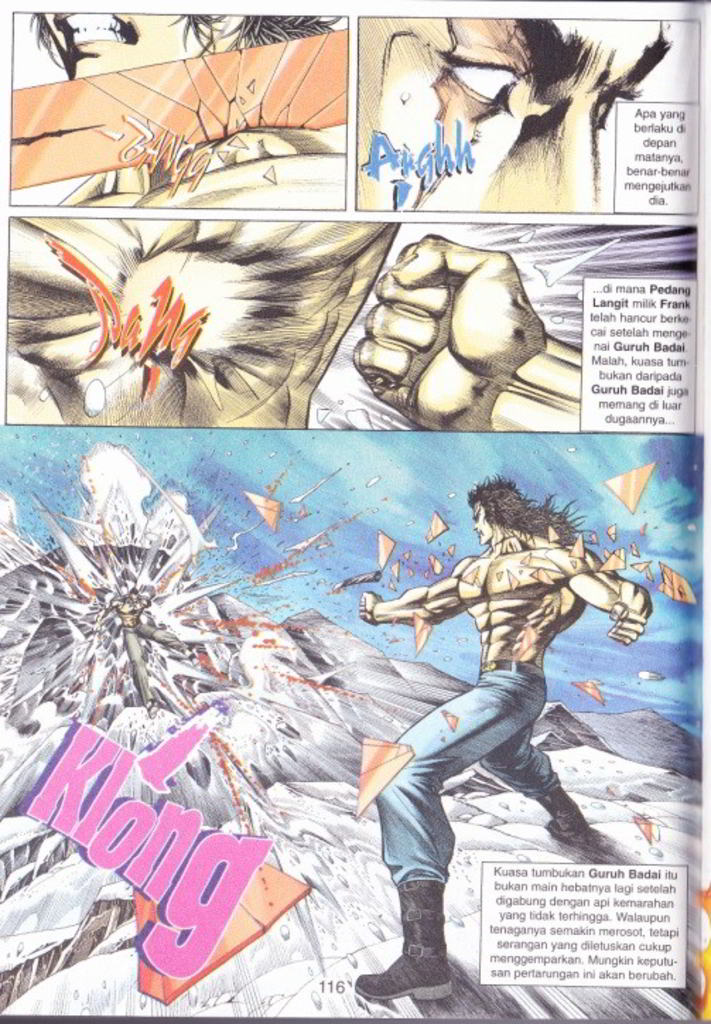 BANGG
Arghh
Apa yang
berlaku di
depan
matanya,
benar-benar
mengejutkan
dia.
Pang
...di mana Pedang
Langit milik Frank
telah hancur berke-
cai setelah menge-
nai Guruh Badai.
Malah, kuasa tum-
bukan daripada
Guruh Badai juga
memang di luar
dugaannya...
Klong
Kuasa tumbukan Guruh Badai itu
bukan main hebatnya lagi setelah
digabung dengan api kemarahan
yang tidak terhingga. Walaupun
tenaganya semakin merosot, tetapi
serangan yang diletuskan cukup
menggemparkan. Mungkin keputu-
san pertarungan ini akan berubah.
116